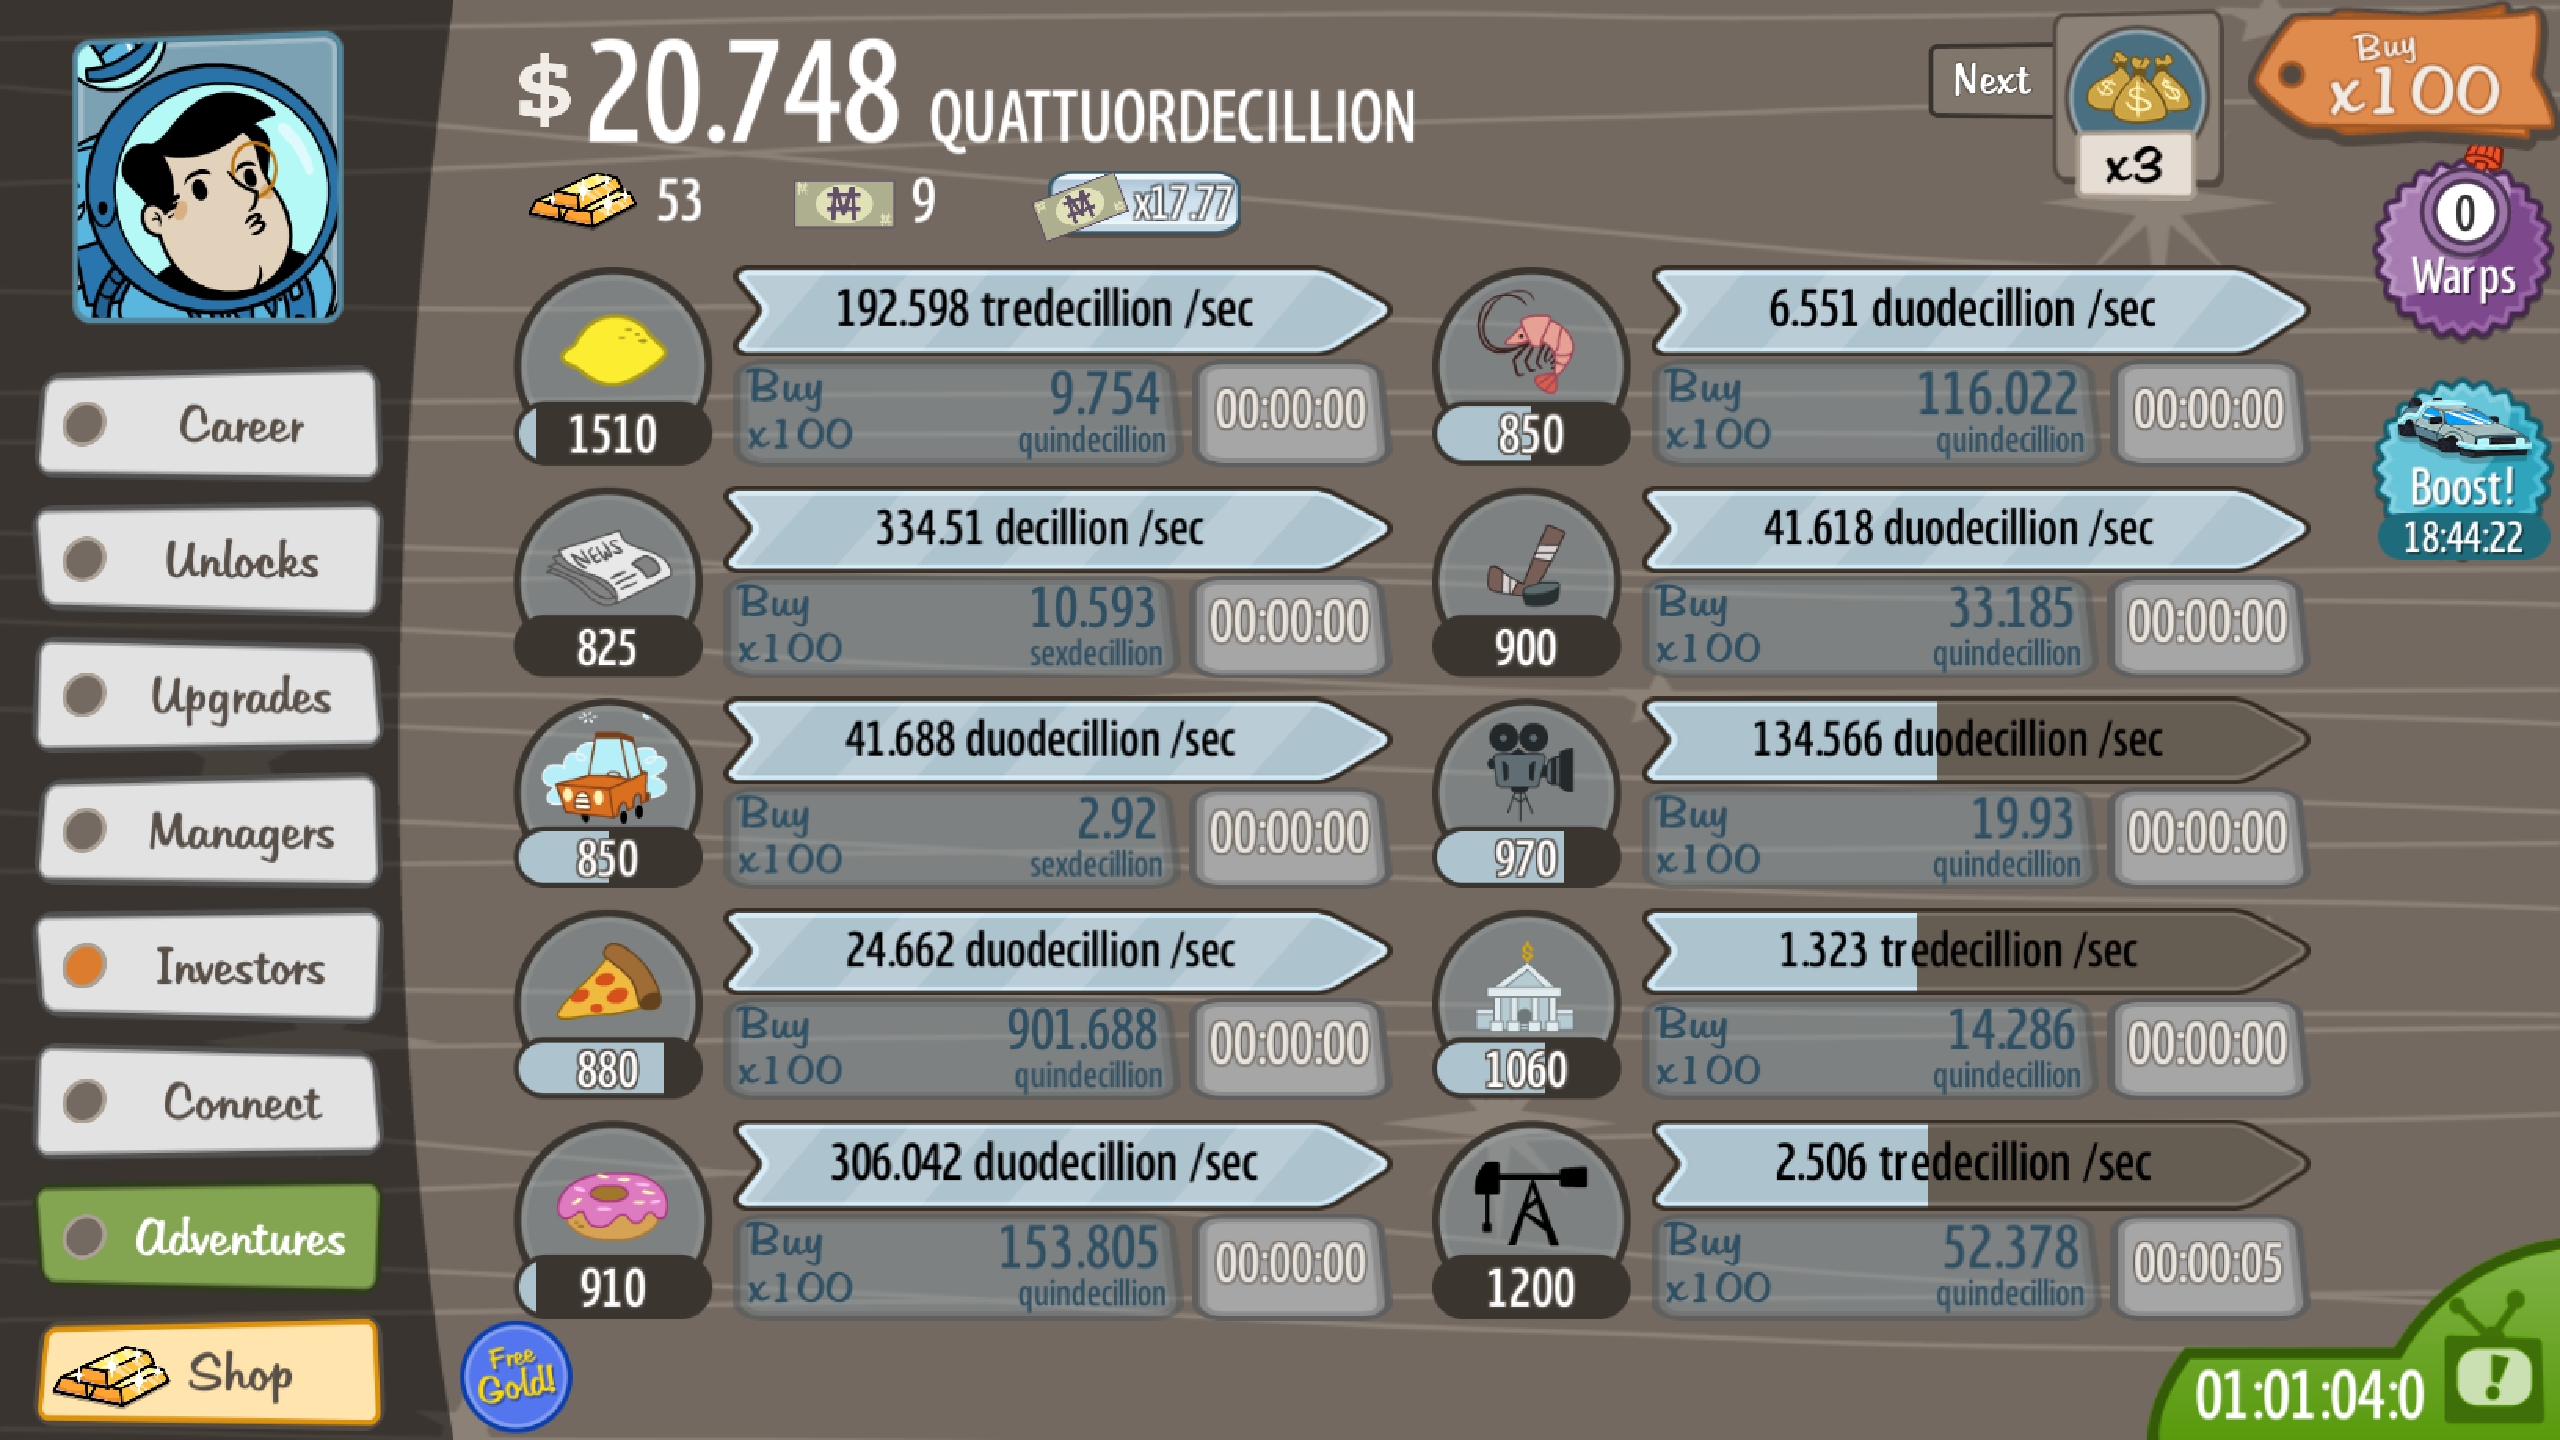 $20.748 QUATTUORDECILLION
53
9
x17.77
Next
x3
Buy
x100
0
Warps
Boost!
18:44:22
Career
Unlocks
Upgrades
Managers
Investors
Connect
Adventures
Shop
192.598 tredecillion /sec
1510
Buy
x100
9.754
quindecillion
00:00:00
NEWS
334.51 decillion /sec
825
Buy
x100
10.593
sexdecillion
00:00:00
41.688 duodecillion /sec
850
Buy
x100
2.92
sexdecillion
00:00:00
24.662 duodecillion /sec
880
Buy
x100
901.688
quindecillion
00:00:00
306.042 duodecillion /sec
910
Buy
x100
153.805
quindecillion
00:00:00
6.551 duodecillion /sec
850
Buy
x100
116.022
quindecillion
00:00:00
41.618 duodecillion /sec
900
Buy
x100
33.185
quindecillion
00:00:00
134.566 duodecillion /sec
970
Buy
x100
19.93
quindecillion
00:00:00
1.323 tredecillion /sec
1060
Buy
x100
14.286
quindecillion
00:00:00
2.506 tredecillion /sec
1200
Buy
x100
52.378
quindecillion
00:00:05
Free
Gold!
01:01:04:0
!